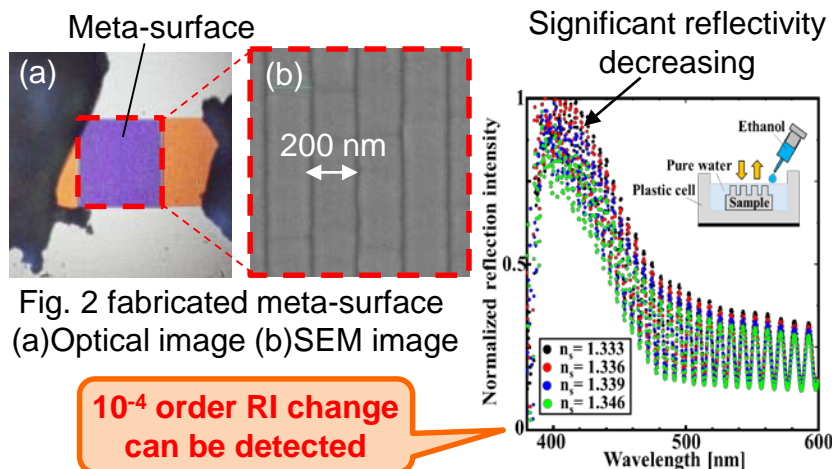 Meta-surface
(a)
(b)
200 nm
Fig. 2 fabricated meta-surface
(a)Optical image (b)SEM image
10-4 order RI change
can be detected
Significant reflectivity
decreasing
Normalized reflection intensity
1
0.5
0
Ethanol
Pure water
Plastic cell
Sample
ns= 1.333
ns= 1.336
ns= 1.339
ns= 1.346
400
500
600
Wavelength [nm]